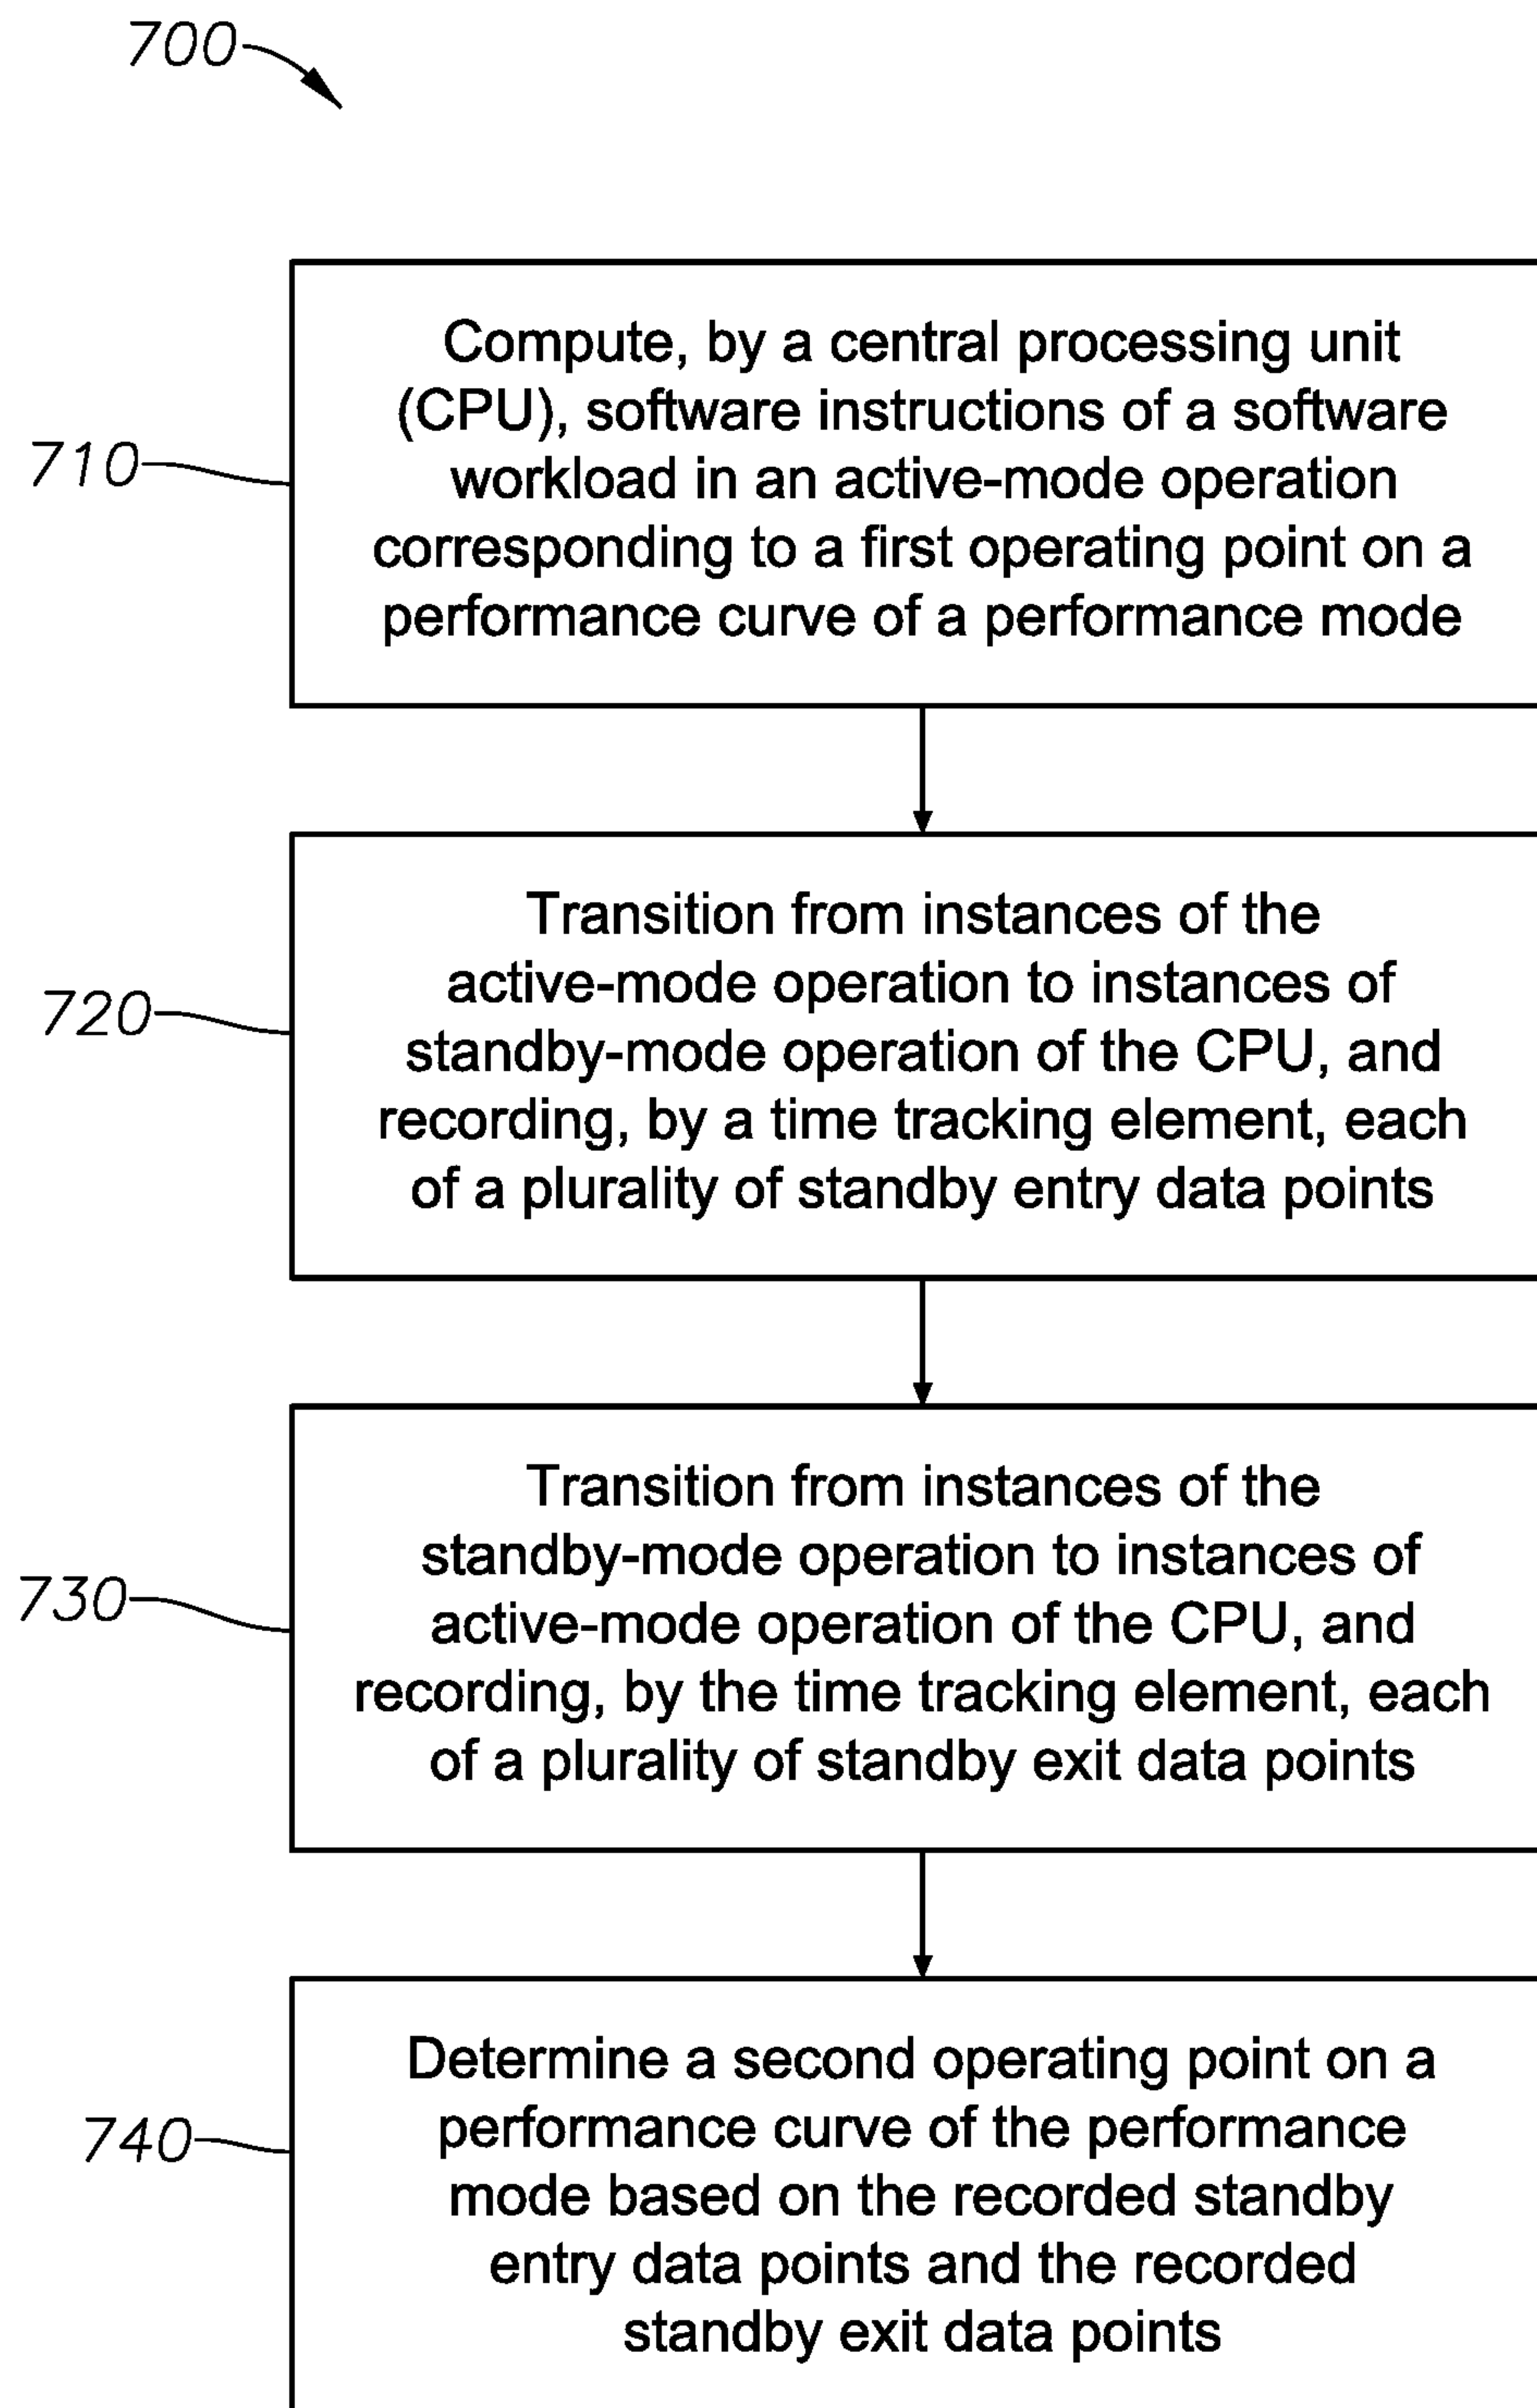 700
710
Compute, by a central processing unit
(CPU), software instructions of a software
workload in an active-mode operation
corresponding to a first operating point on a
performance curve of a performance mode
720
Transition from instances of the
active-mode operation to instances of
standby-mode operation of the CPU, and
recording, by a time tracking element, each
of a plurality of standby entry data points
730
Transition from instances of the
standby-mode operation to instances of
active-mode operation of the CPU, and
recording, by the time tracking element, each
of a plurality of standby exit data points
740
Determine a second operating point on a
performance curve of the performance
mode based on the recorded standby
entry data points and the recorded
standby exit data points